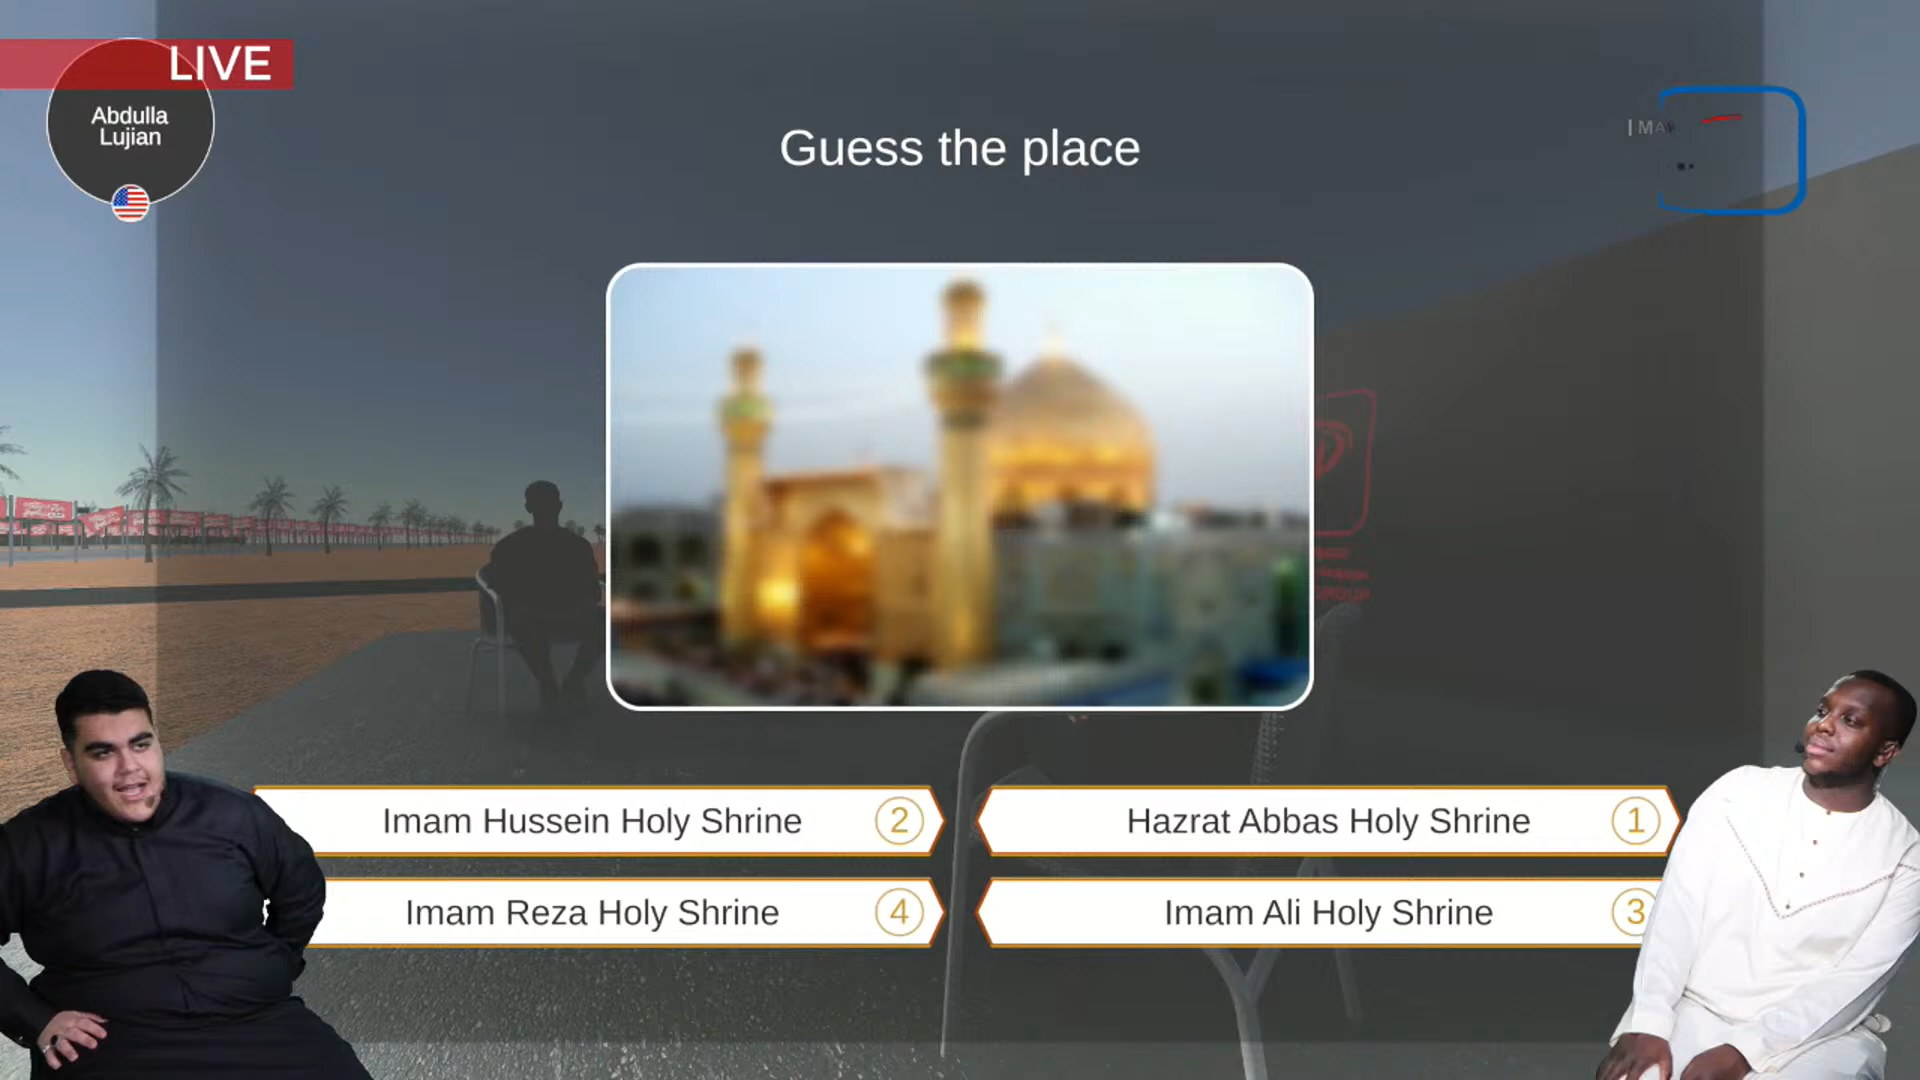 LIVE
Abdulla
Lujian
Guess the place
Imam Hussein Holy Shrine 2
Hazrat Abbas Holy Shrine 1
Imam Reza Holy Shrine 4
Imam Ali Holy Shrine 3